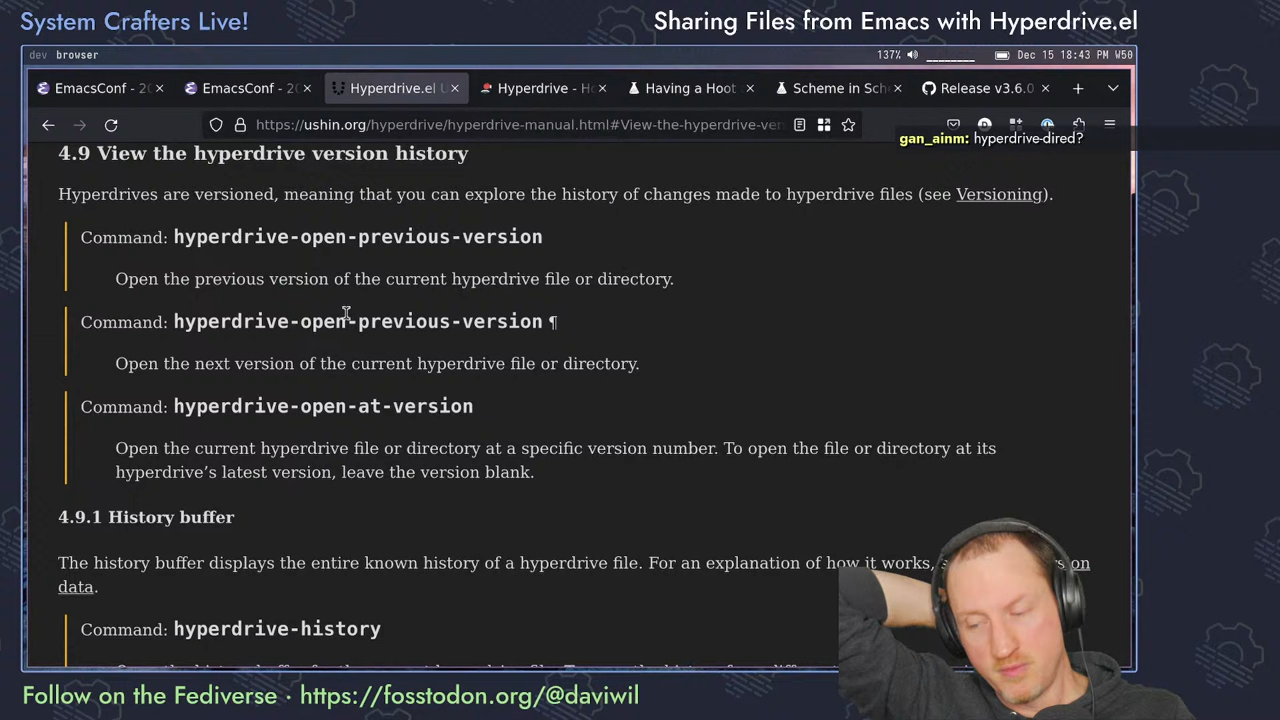 System Crafters Live!
Sharing Files from Emacs with Hyperdrive.el
dev browser
137%
Dec 15 18:43 PM W50
EmacsConf - 2
EmacsConf - 2
Hyperdrive.el U
Hyperdrive - H
Having a Hoot
Scheme in Sch
Release v3.6.0
https://ushin.org/hyperdrive/hyperdrive-manual.html#View-the-hyperdrive-ver
gan_ainm: hyperdrive-dired?
4.9 View the hyperdrive version history
Hyperdrives are versioned, meaning that you can explore the history of changes made to hyperdrive files (see Versioning).
Command: hyperdrive-open-previous-version
Open the previous version of the current hyperdrive file or directory.
Command: hyperdrive-open-previous-version ¶
Open the next version of the current hyperdrive file or directory.
Command: hyperdrive-open-at-version
Open the current hyperdrive file or directory at a specific version number. To open the file or directory at its
hyperdrive’s latest version, leave the version blank.
4.9.1 History buffer
The history buffer displays the entire known history of a hyperdrive file. For an explanation of how it works,
data.
Command: hyperdrive-history
Follow on the Fediverse · https://fosstodon.org/@daviwil